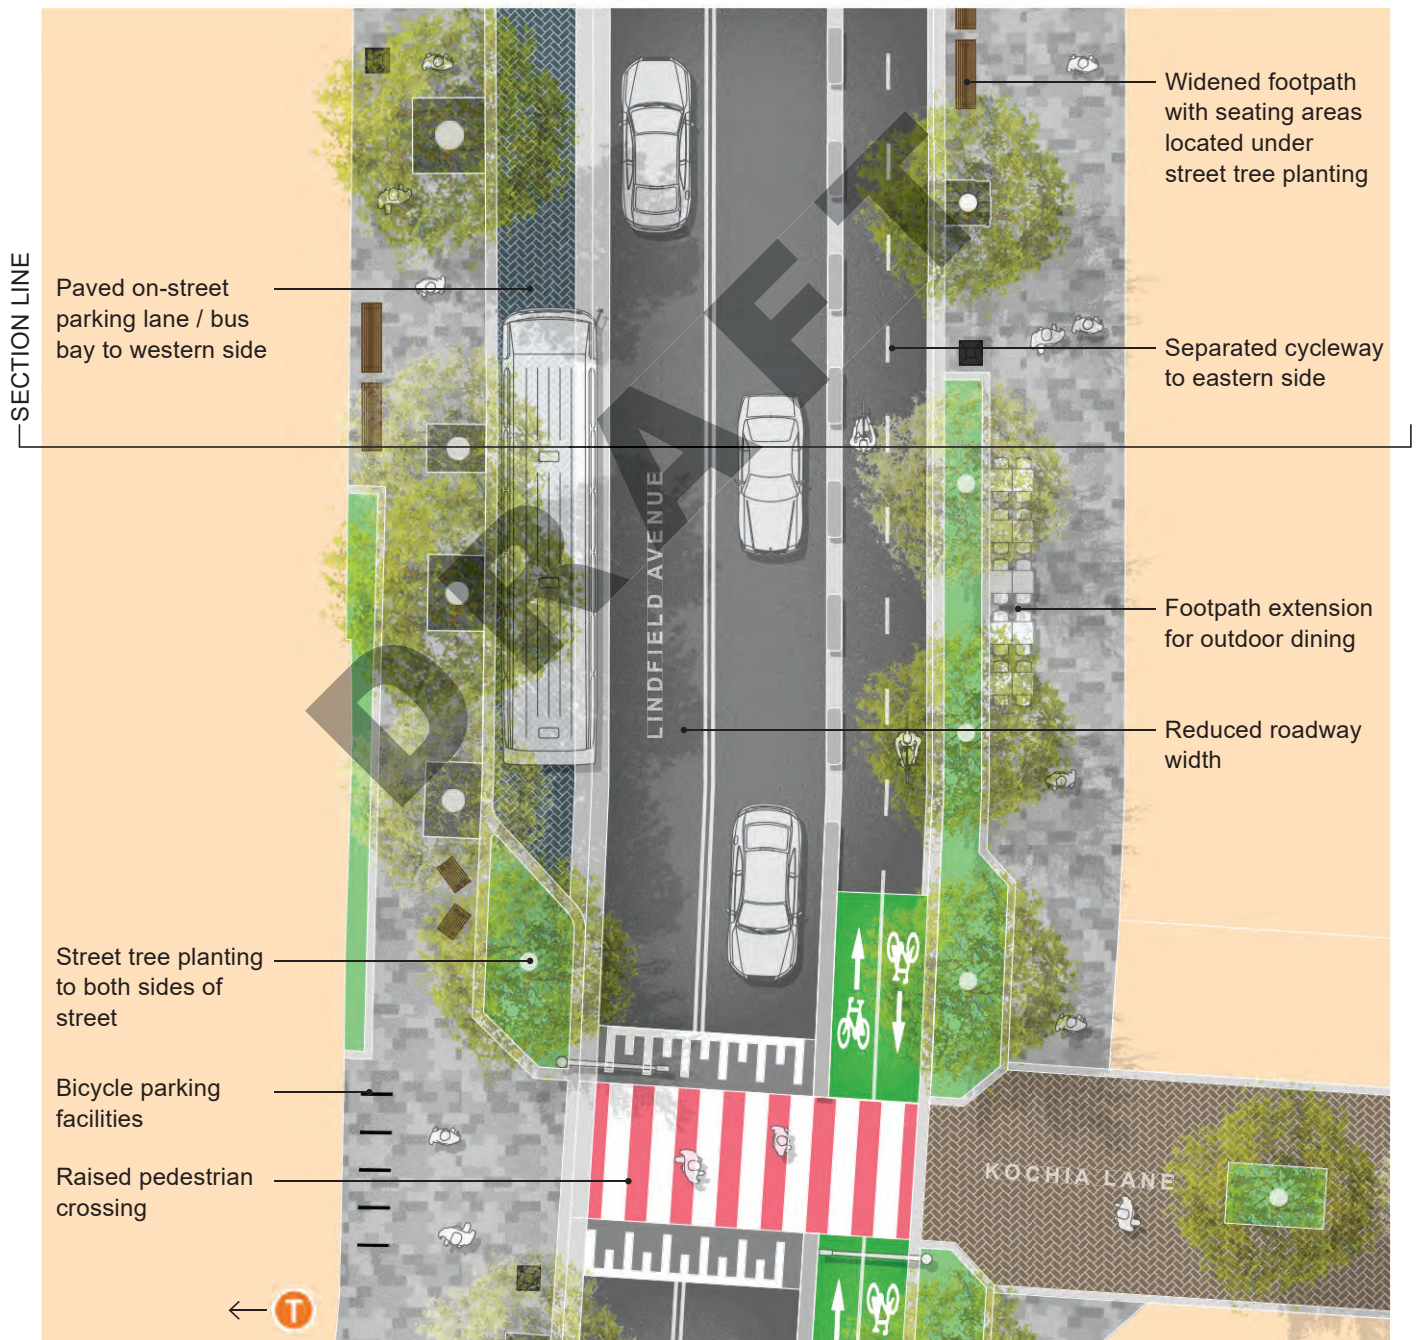 Widened footpath
with seating areas
located under
street tree planting
SECTION LINE
Paved on-street
parking lane / bus
bay to western side
Separated cycleway
to eastern side
DRAFT
LINDFIELD AVENUE
Footpath extension
for outdoor dining
Reduced roadway
width
Street tree planting
to both sides of
street
Bicycle parking
facilities
Raised pedestrian
crossing
KOCHIA LANE
T